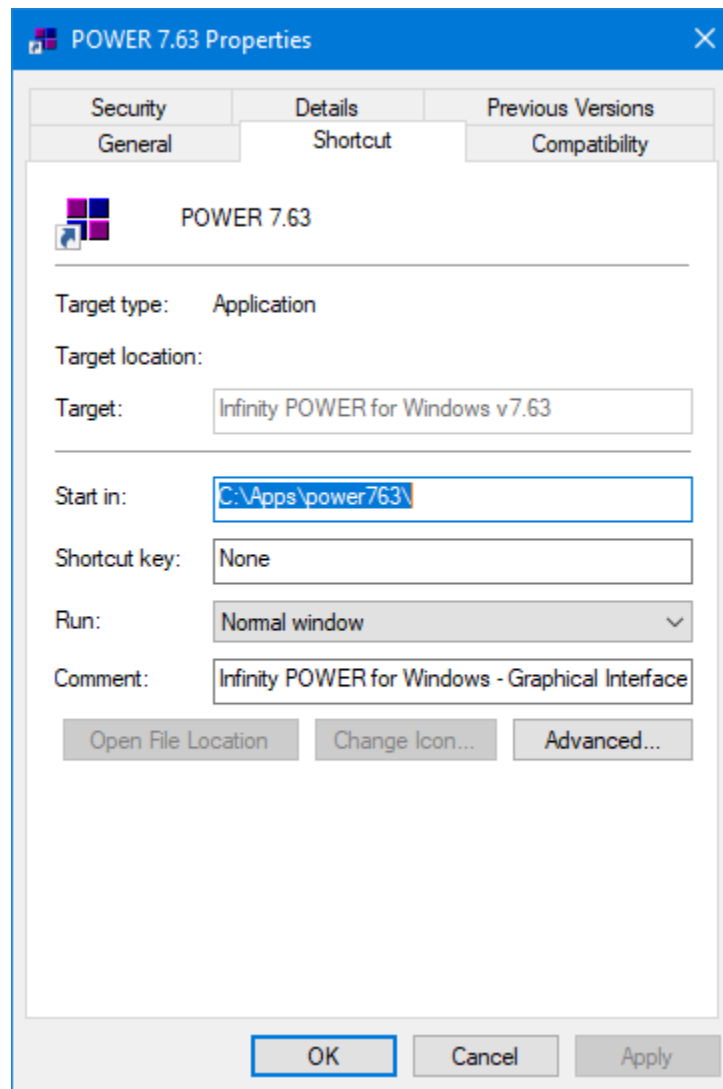 POWER 7.63 Properties
Security Details Previous Versions
General Shortcut Compatibility
POWER 7.63
Target type: Application
Target location:
Target: Infinity POWER for Windows v7.63
Start in: C:\Apps\power763\
Shortcut key: None
Run: Normal window
Comment: Infinity POWER for Windows - Graphical Interface
Open File Location Change Icon... Advanced...
OK Cancel Apply